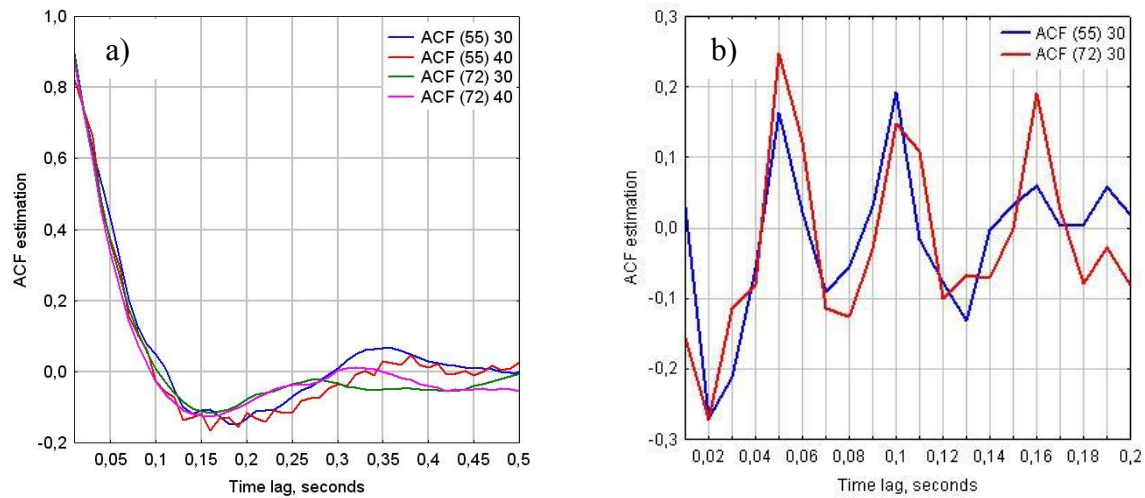 a)
ACF (55) 30
ACF (55) 40
ACF (72) 30
ACF (72) 40
1,0
0,8
0,6
0,4
0,2
0,0
-0,2
ACF estimation
0,05 0,1 0,15 0,2 0,25 0,3 0,35 0,4 0,45 0,5
Time lag, seconds
b)
ACF (55) 30
ACF (72) 30
0,3
0,2
0,1
0,0
-0,1
-0,2
-0,3
ACF estimation
0,02 0,04 0,06 0,08 0,1 0,12 0,14 0,16 0,18 0,2
Time lag, seconds